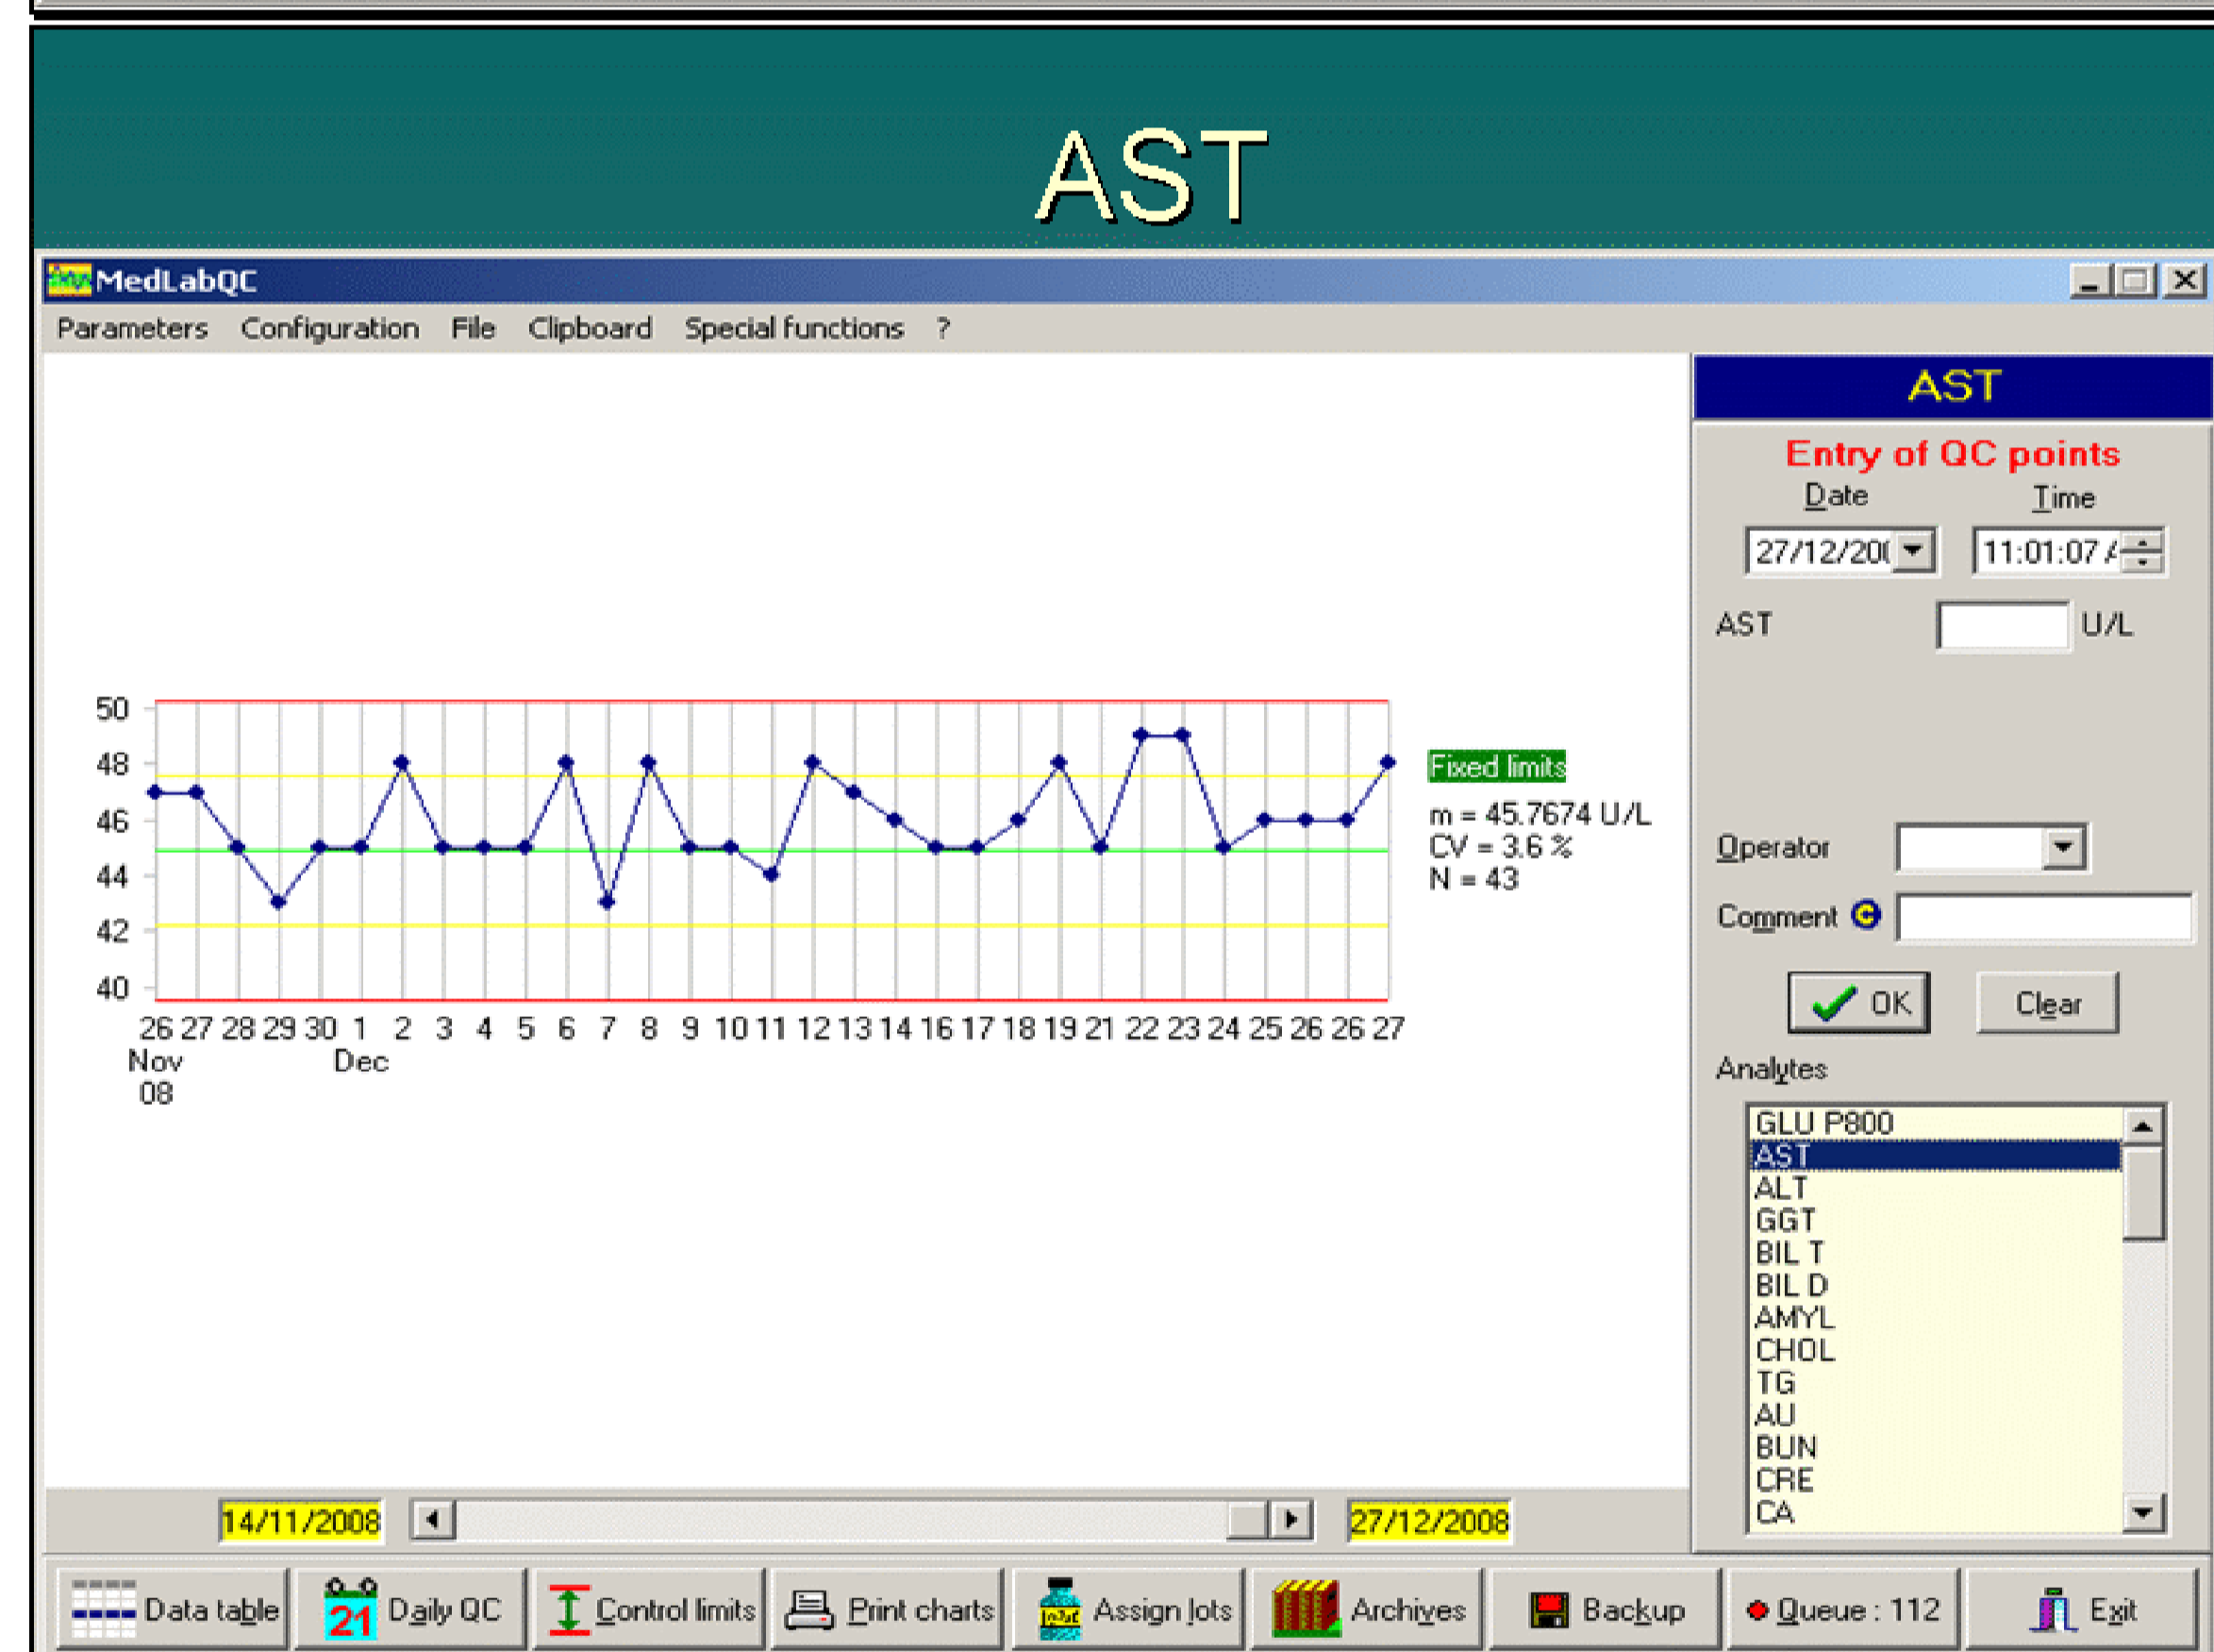 AST
MedLabQC
Parameters Configuration File Clipboard Special functions ?
AST
Entry of QC points
Date Time
27/12/200 11:01:07 A
AST U/L
50
48
46
44
42
40
26 27 28 29 30 1 2 3 4 5 6 7 8 9 10 11 12 13 14 16 17 18 19 21 22 23 24 25 26 26 27
Nov Dec
08
Fixed limits
m = 45.7674 U/L
CV = 3.6 %
N = 43
Operator
Comment C
OK Clear
Analytes
GLU P800
AST
ALT
GGT
BIL T
BIL D
AMYL
CHOL
TG
AU
BUN
CRE
CA
14/11/2008 27/12/2008
Data table 21 Daily QC Control limits Print charts Assign lots Archives Backup Queue : 112 Exit